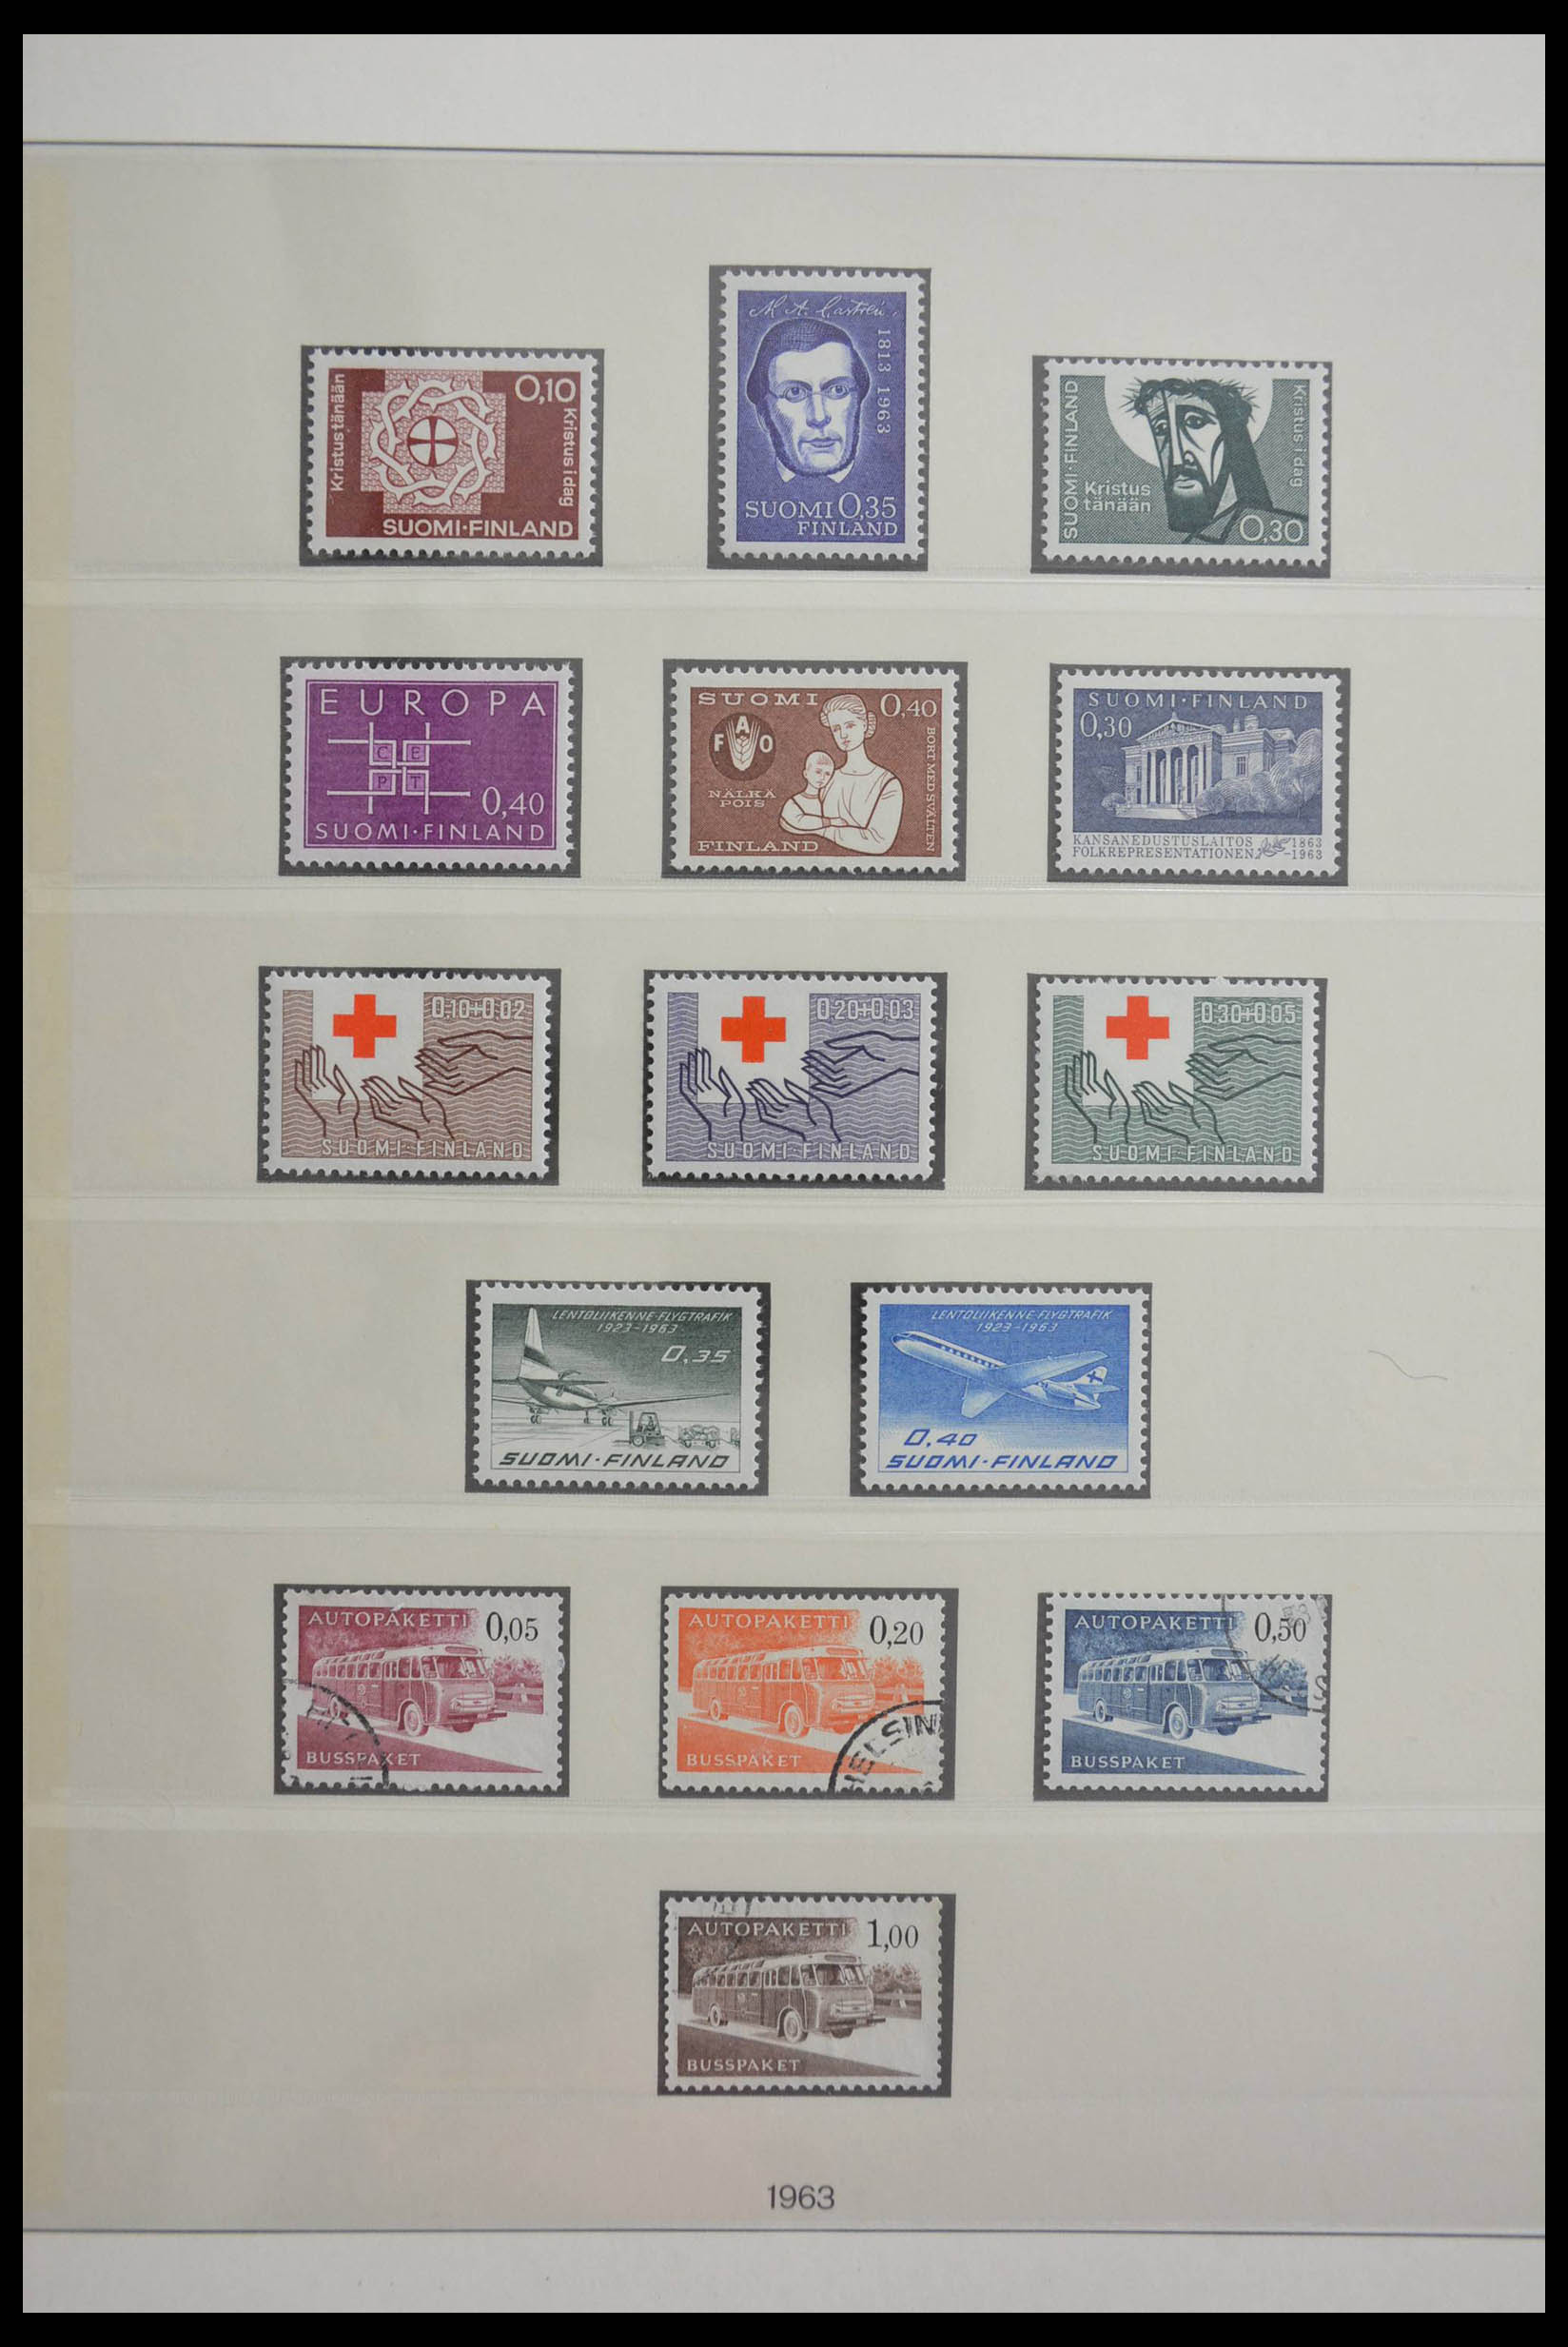 Kristus tänään
0,10
Kristus i dag
SUOMI·FINLAND
M. A. Castrén,
1813 1963
SUOMI 0,35
FINLAND
SUOMI·FINLAND
Kristus i dag
Kristus
tänään
0,30
EUROPA
C E
P T
0,40
SUOMI·FINLAND
SUOMI
0,40
F A O
NÄLKÄ
POIS
BORT MED SVÄLTEN
FINLAND
SUOMI·FINLAND
0,30
KANSANEDUSTUSLAITOS 1863
FOLKREPRESENTATIONEN -1963
0,10+0,02
SUOMI·FINLAND
0,20+0,03
SUOMI·FINLAND
0,30+0,05
SUOMI·FINLAND
LENTOLIIKENNE-FLYGTRAFIK
1923-1963
0,35
SUOMI·FINLAND
LENTOLIIKENNE-FLYGTRAFIK
1923-1963
0,40
SUOMI·FINLAND
AUTOPAKETTI
0,05
BUSSPAKET
AUTOPAKETTI
0,20
BUSSPAKET
HELSIN
AUTOPAKETTI
0,50
BUSSPAKET
AUTOPAKETTI
1,00
BUSSPAKET
1963